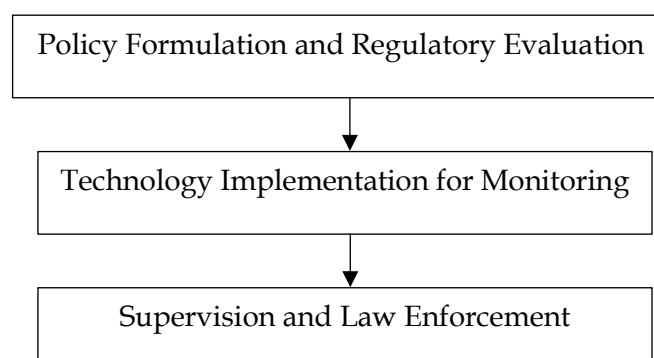 Policy Formulation and Regulatory Evaluation
Technology Implementation for Monitoring
Supervision and Law Enforcement